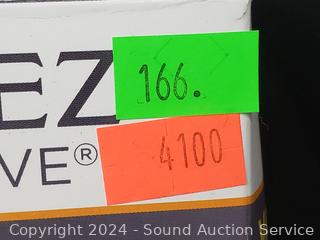 EZ
166.
VE®
4100
Copyright 2024 - Sound Auction Service